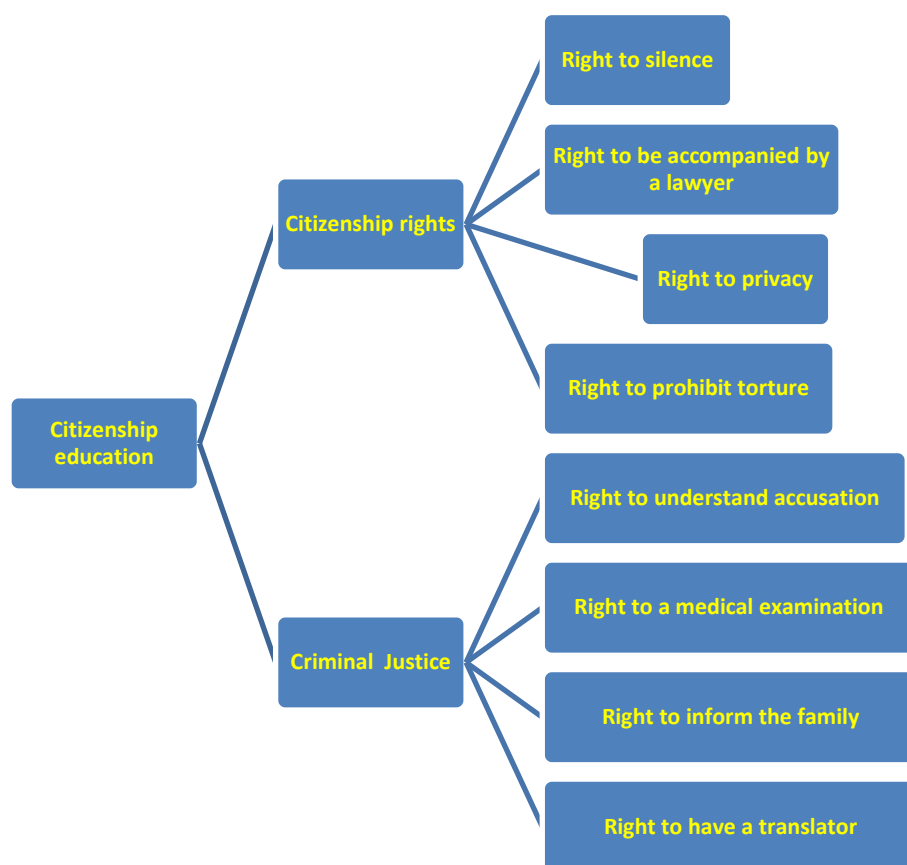 Right to silence
Right to be accompanied by
a lawyer
Citizenship rights
Right to privacy
Right to prohibit torture
Citizenship
education
Right to understand accusation
Right to a medical examination
Criminal  Justice
Right to inform the family
Right to have a translator